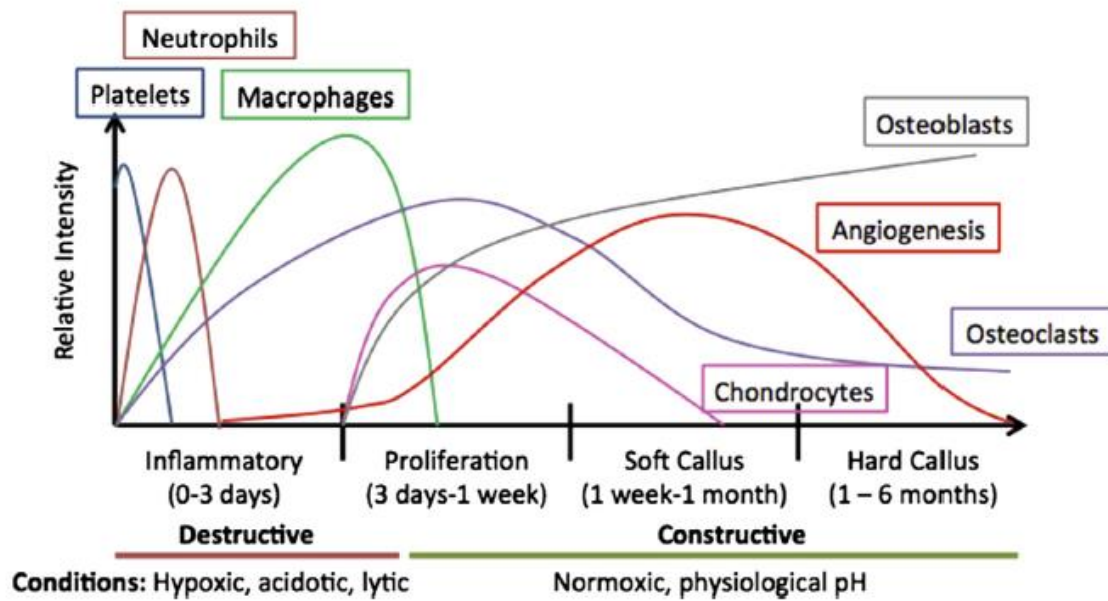 Neutrophils
Platelets
Macrophages
Osteoblasts
Angiogenesis
Osteoclasts
Chondrocytes
Relative Intensity
Inflammatory
(0-3 days)
Proliferation
(3 days-1 week)
Soft Callus
(1 week-1 month)
Hard Callus
(1 – 6 months)
Destructive
Constructive
Conditions: Hypoxic, acidotic, lytic
Normoxic, physiological pH